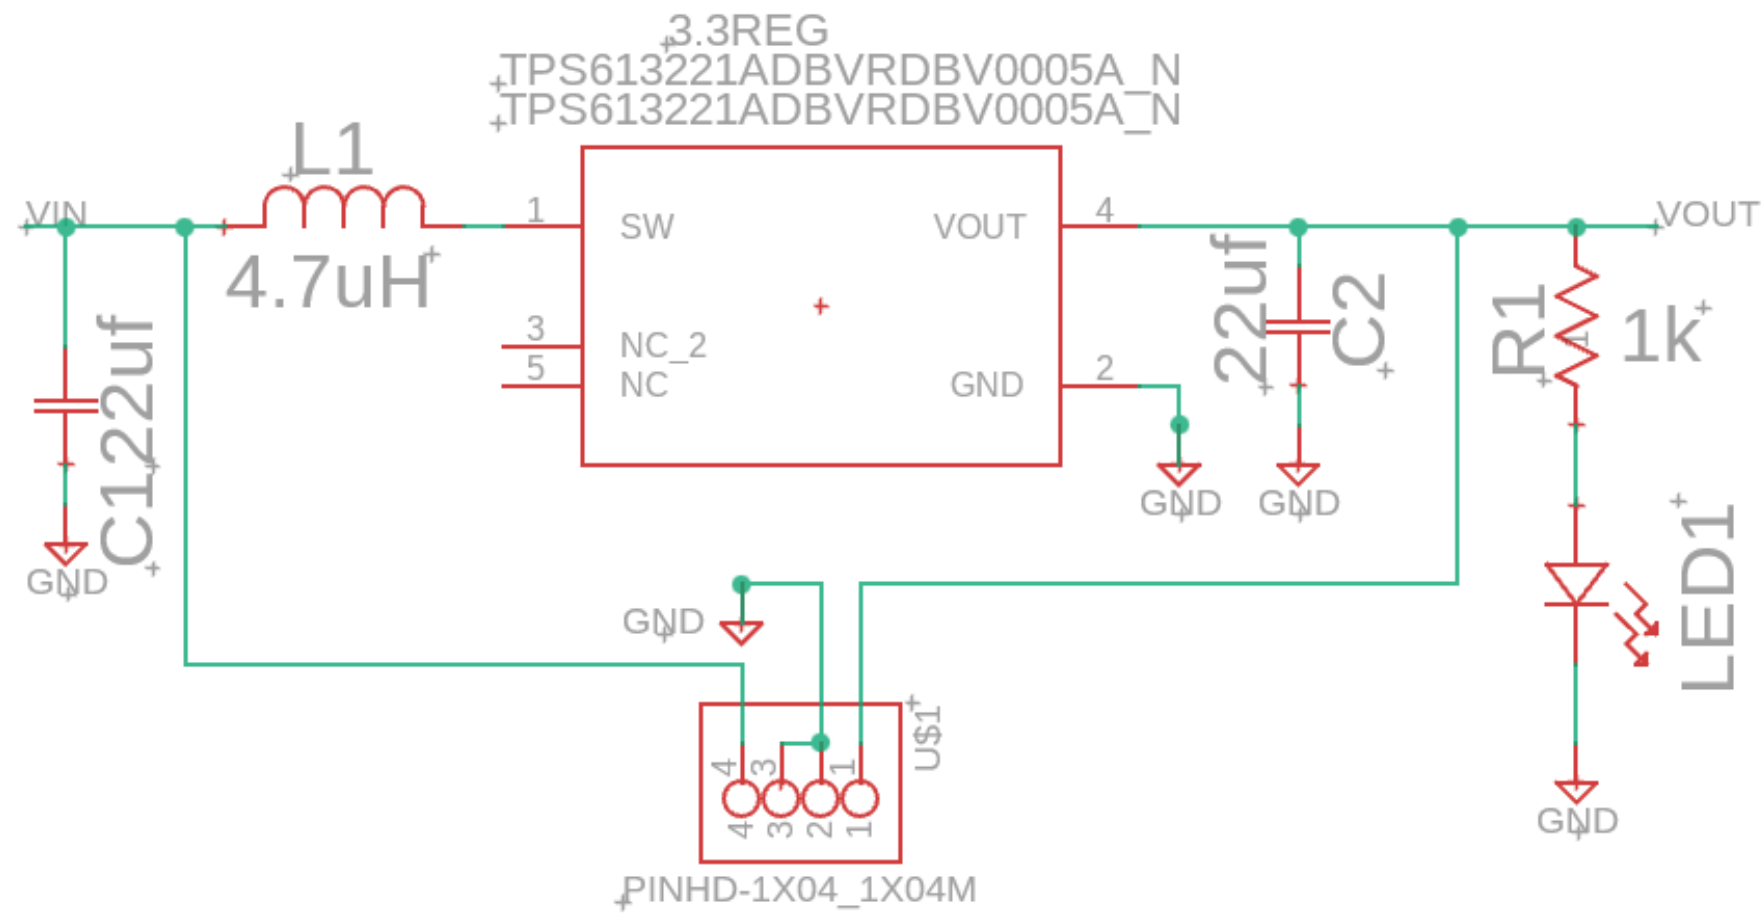 3.3REG
TPS613221ADBVRDBV0005A_N
TPS613221ADBVRDBV0005A_N
L1
4.7uH
VIN
C1
22uf
GND
1
SW
3
NC_2
5
NC
VOUT
4
GND
2
GND
22uf
C2
GND
VOUT
R1
1
1k
LED1
GND
GND
4
3
1
4
3
2
1
U$1
PINHD-1X04_1X04M